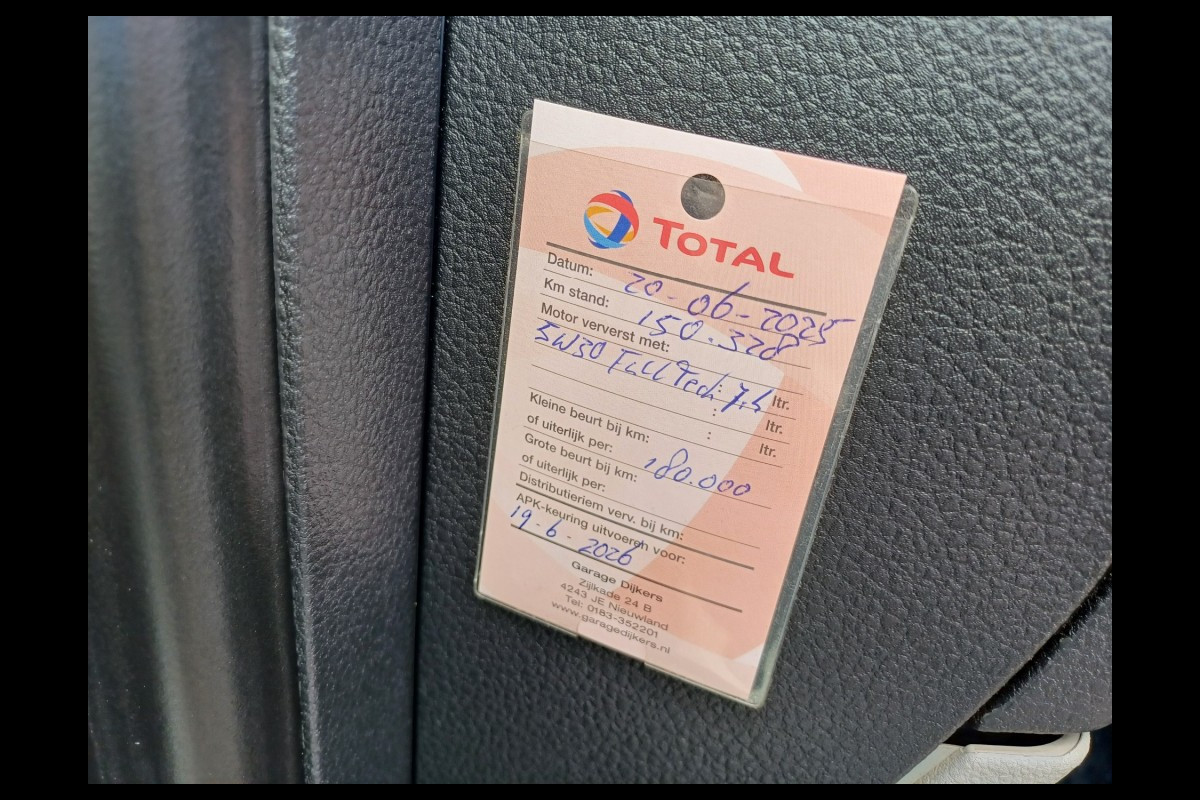 TOTAL
Datum: 20-06-2025
Km stand: 150.328
Motor ververst met:
5W30 Full Tech : 7.4 ltr.
: ltr.
: ltr.
Kleine beurt bij km:
of uiterlijk per:
Grote beurt bij km: 180.000
of uiterlijk per:
Distributieriem verv. bij km:
APK-keuring uitvoeren voor:
19-6-2026
Garage Dijkers
Zijlkade 24 B
4243 JE Nieuwland
Tel: 0183-352201
www.garagedijkers.nl